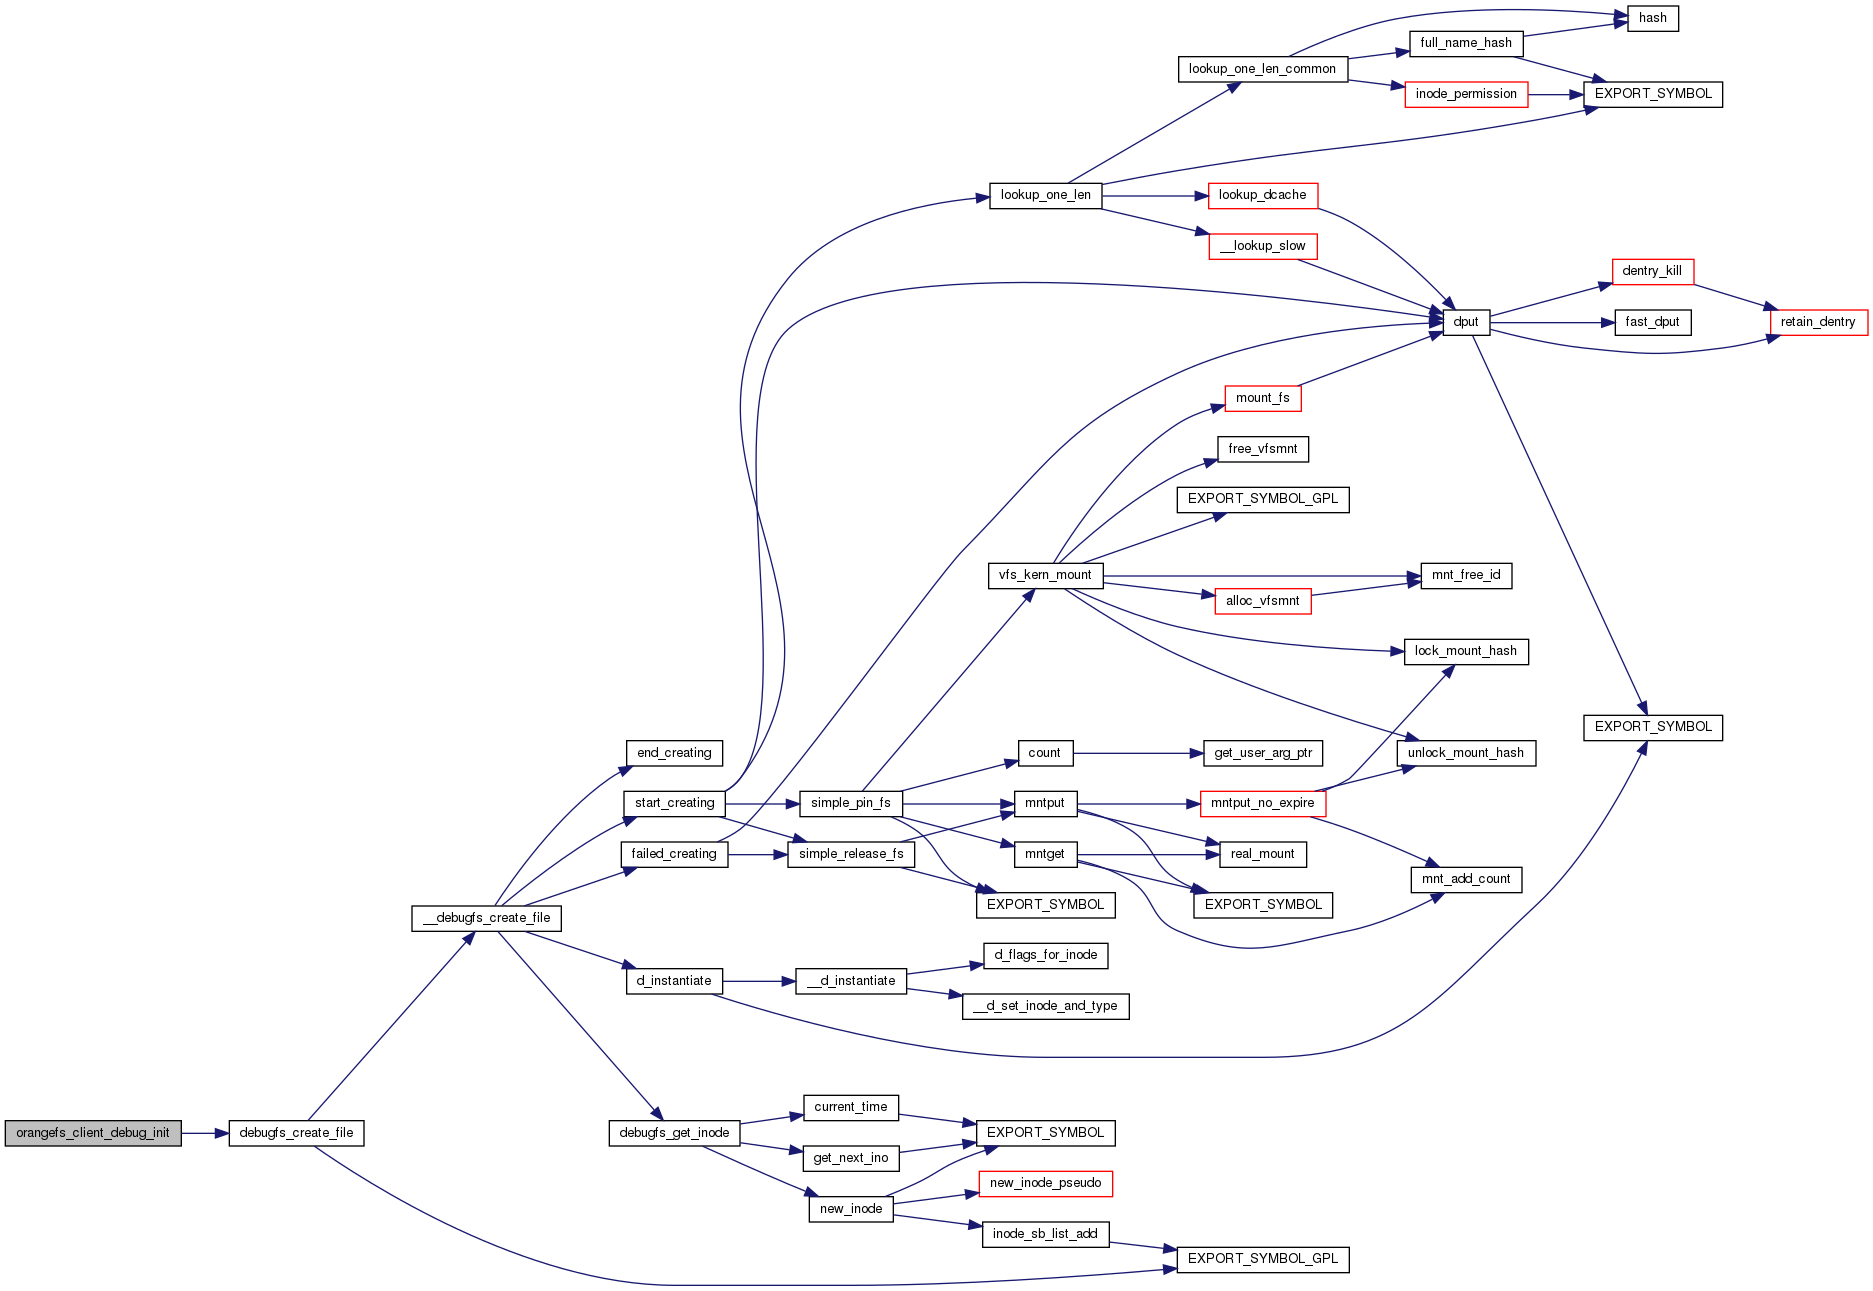 hash
full_name_hash
lookup_one_len_common
inode_permission
EXPORT_SYMBOL
lookup_one_len
lookup_dcache
__lookup_slow
dentry_kill
dput
fast_dput
retain_dentry
mount_fs
free_vfsmnt
EXPORT_SYMBOL_GPL
vfs_kern_mount
mnt_free_id
alloc_vfsmnt
lock_mount_hash
EXPORT_SYMBOL
end_creating
count
get_user_arg_ptr
unlock_mount_hash
start_creating
simple_pin_fs
mntput
mntput_no_expire
failed_creating
simple_release_fs
mntget
real_mount
mnt_add_count
EXPORT_SYMBOL
EXPORT_SYMBOL
__debugfs_create_file
d_flags_for_inode
d_instantiate
__d_instantiate
__d_set_inode_and_type
current_time
orangefs_client_debug_init
debugfs_create_file
debugfs_get_inode
EXPORT_SYMBOL
get_next_ino
new_inode_pseudo
new_inode
inode_sb_list_add
EXPORT_SYMBOL_GPL